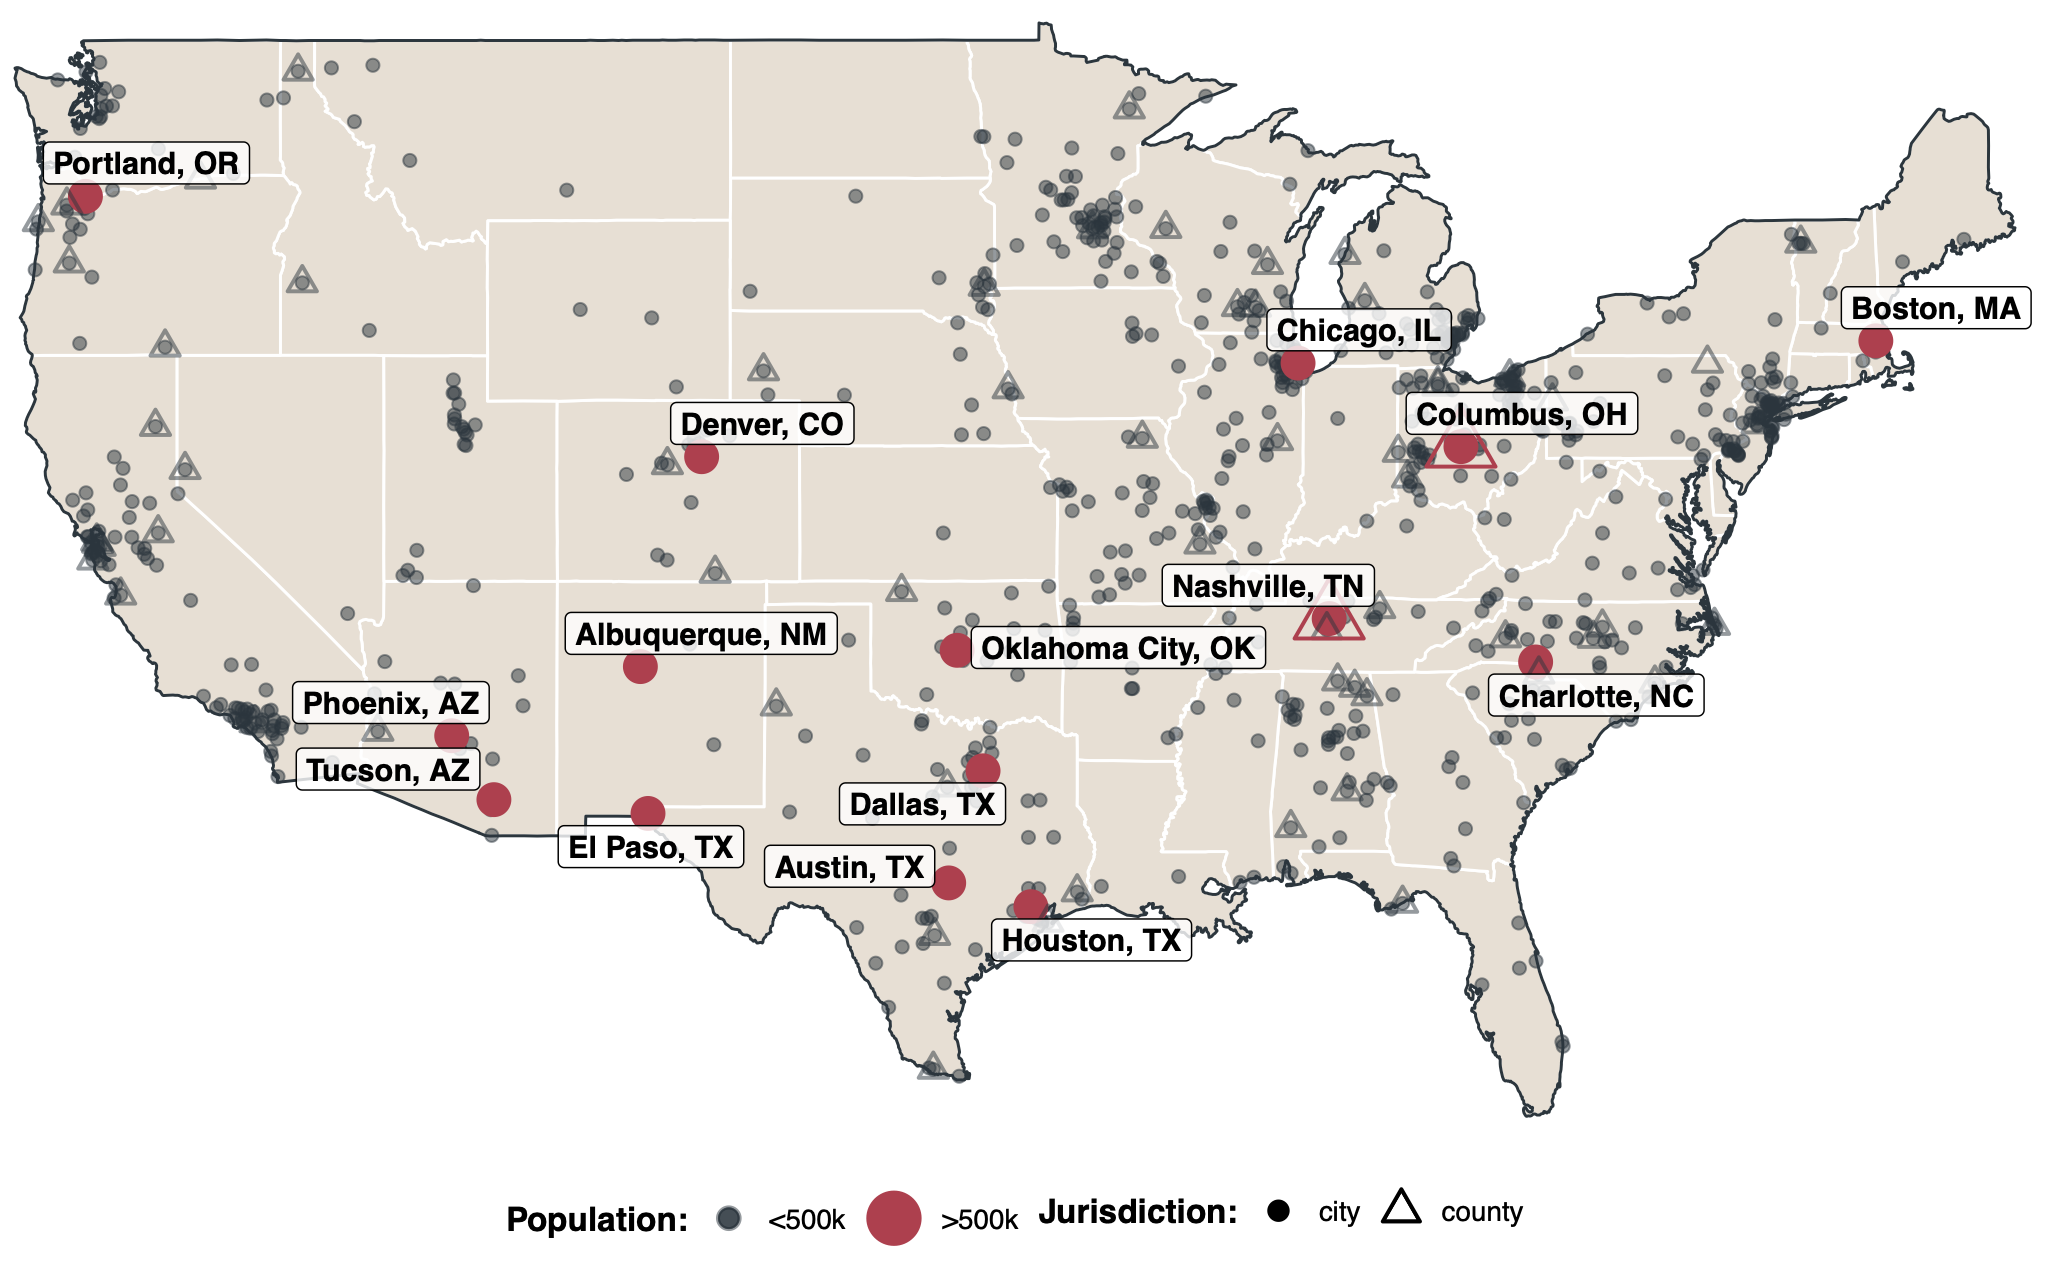 Portland, OR
Boston, MA
Chicago, IL
Columbus, OH
Denver, CO
Nashville, TN
Albuquerque, NM
Oklahoma City, OK
Phoenix, AZ
Charlotte, NC
Tucson, AZ
Dallas, TX
El Paso, TX
Austin, TX
Houston, TX
Population: <500k >500k Jurisdiction: city county